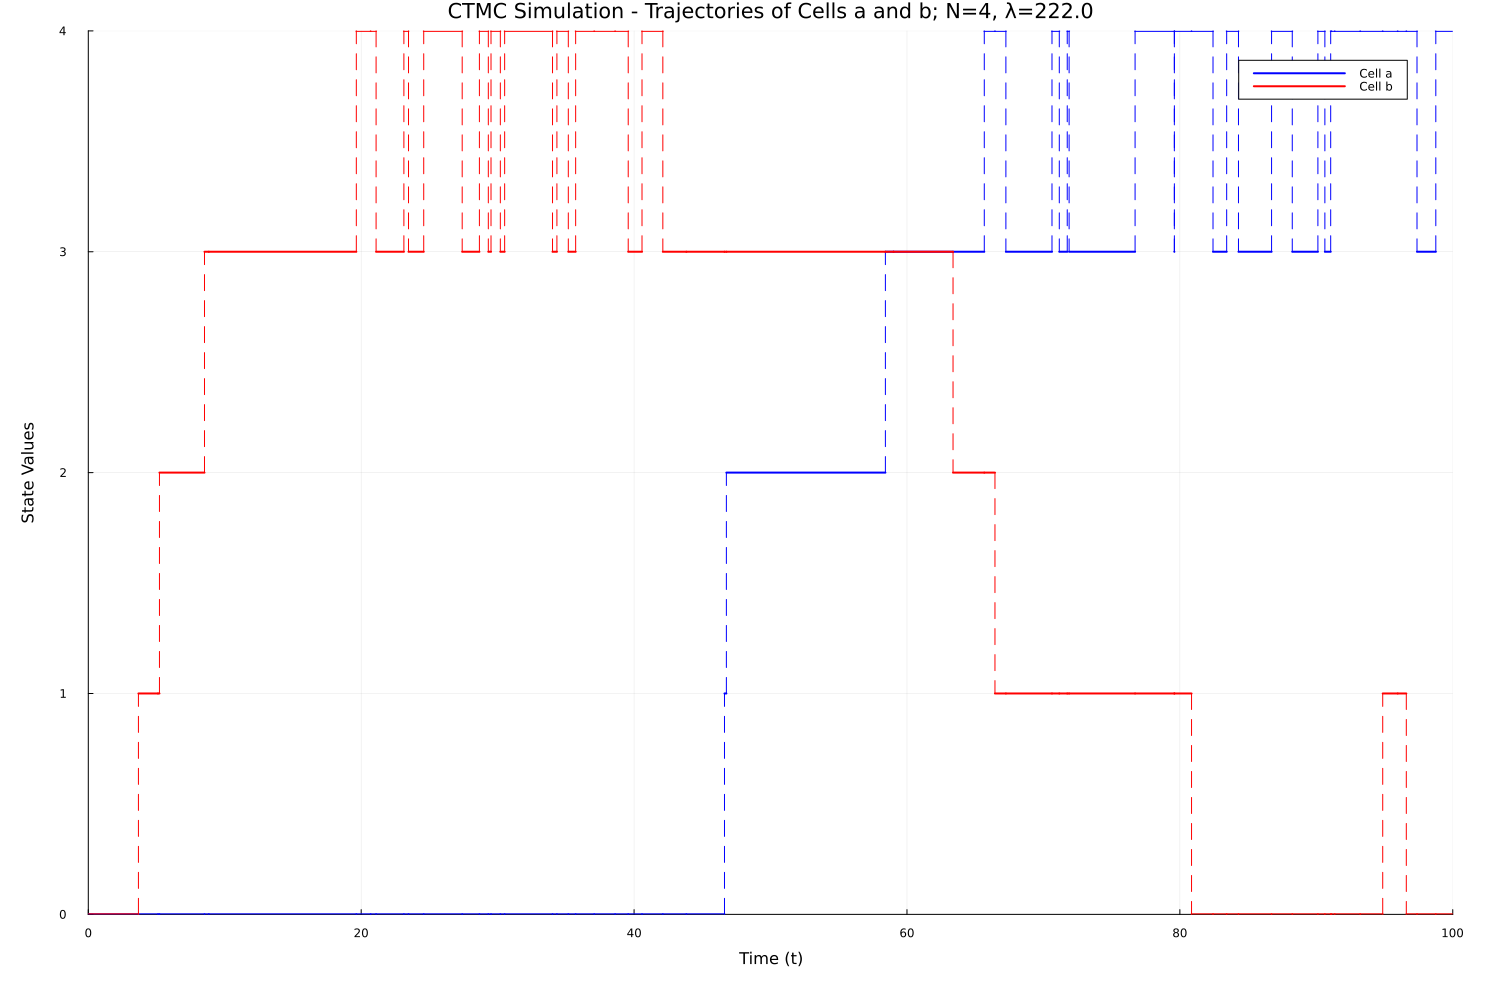 CTMC Simulation - Trajectories of Cells a and b; N=4, λ=222.0
4
Cell a
Cell b
3
State Values
2
1
0
0 20 40 60 80 100
Time (t)